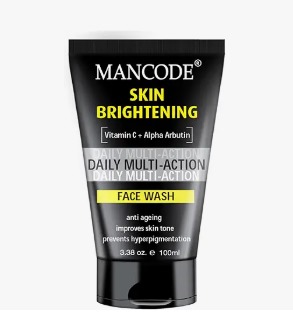 MANCODE®
SKIN
BRIGHTENING
Vitamin C + Alpha Arbutin
DAILY MULTI-ACTION
DAILY MULTI-ACTION
DAILY MULTI-ACTION
FACE WASH
anti ageing
improves skin tone
prevents hyperpigmentation
3.38 oz. e 100ml